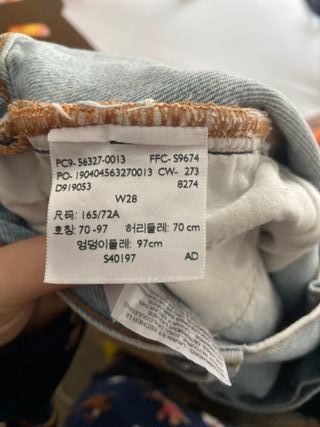 PC9- 56327-0013 FFC- S9674
PO- 190404563270013 CW- 273
D919053 8274
W28
尺码: 165/72A
호칭: 70 -97 허리둘레: 70 cm
엉덩이둘레: 97cm
S40197 AD